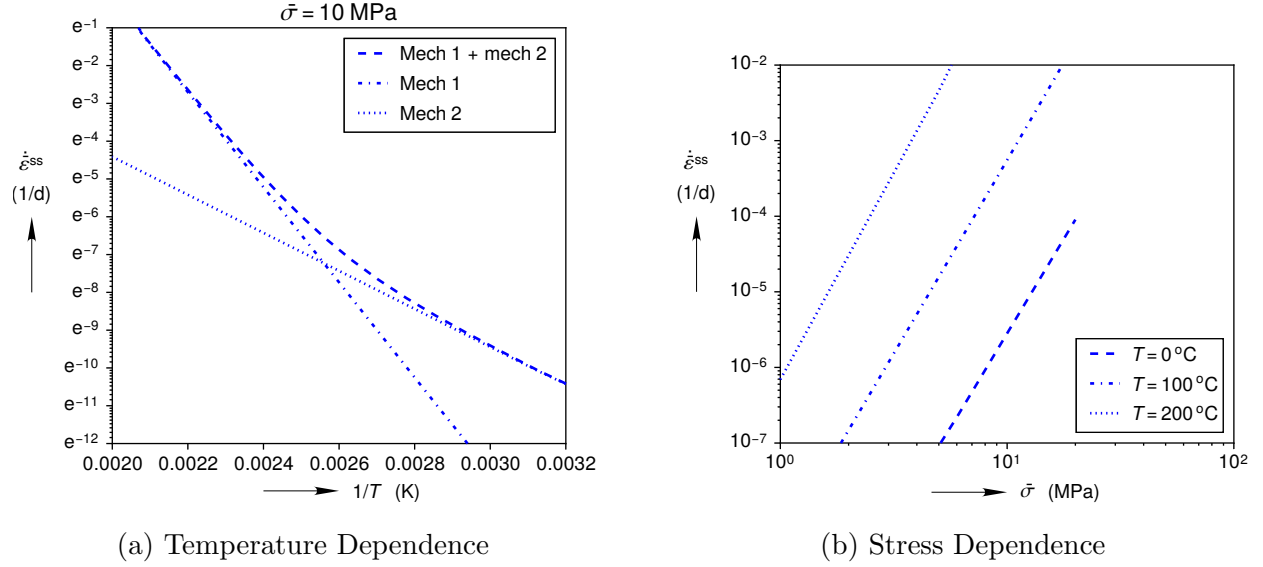 σ̄ = 10 MPa
e⁻¹
e⁻²
e⁻³
e⁻⁴
e⁻⁵
e⁻⁶
e⁻⁷
e⁻⁸
e⁻⁹
e⁻¹⁰
e⁻¹¹
e⁻¹²
ε̄̇ˢˢ
(1/d)
Mech 1 + mech 2
Mech 1
Mech 2
0.0020 0.0022 0.0024 0.0026 0.0028 0.0030 0.0032
1/T (K)
(a) Temperature Dependence
10⁻²
10⁻³
10⁻⁴
10⁻⁵
10⁻⁶
10⁻⁷
ε̄̇ˢˢ
(1/d)
T = 0 °C
T = 100 °C
T = 200 °C
10⁰ 10¹ 10²
σ̄ (MPa)
(b) Stress Dependence